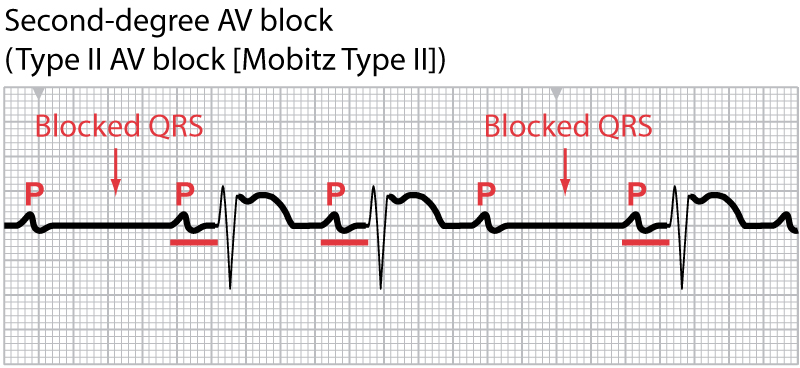 Second-degree AV block
(Type II AV block [Mobitz Type II])
Blocked QRS Blocked QRS
P P P P P